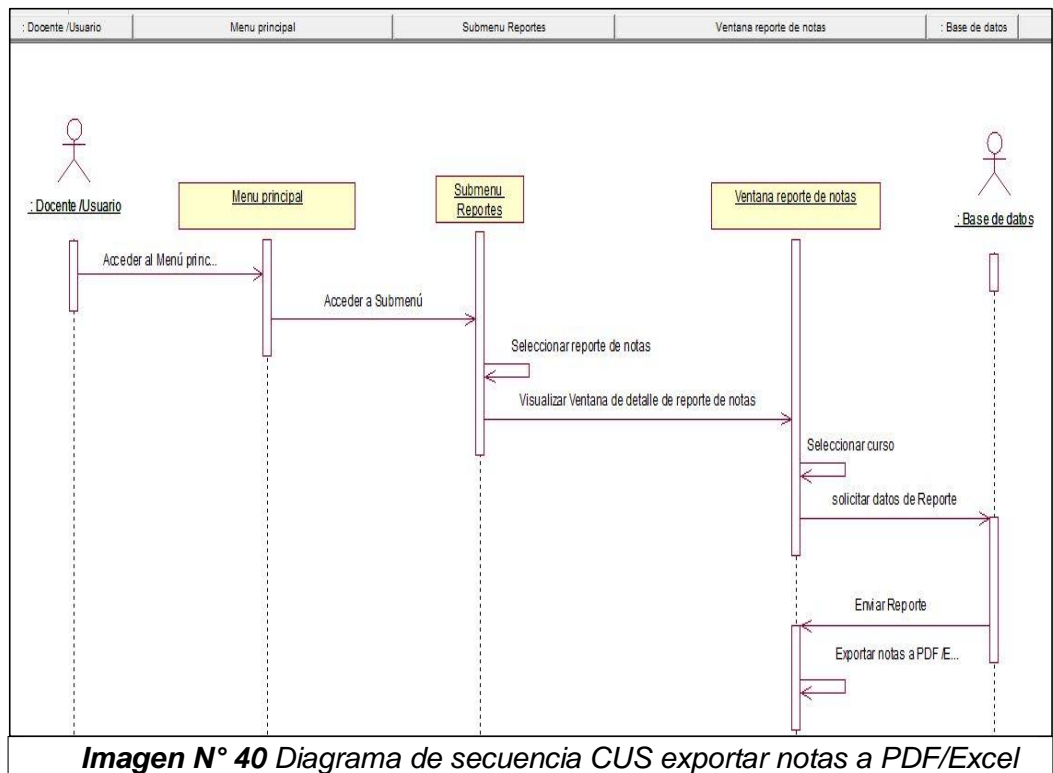 : Docente /Usuario
Menu principal
Submenu Reportes
Ventana reporte de notas
: Base de datos
: Docente /Usuario
Menu principal
Submenu
Reportes
Ventana reporte de notas
: Base de datos
Acceder al Menú princ...
Acceder a Submenú
Seleccionar reporte de notas
Visualizar Ventana de detalle de reporte de notas
Seleccionar curso
solicitar datos de Reporte
Enviar Reporte
Exportar notas a PDF /E...
Imagen N° 40 Diagrama de secuencia CUS exportar notas a PDF/Excel